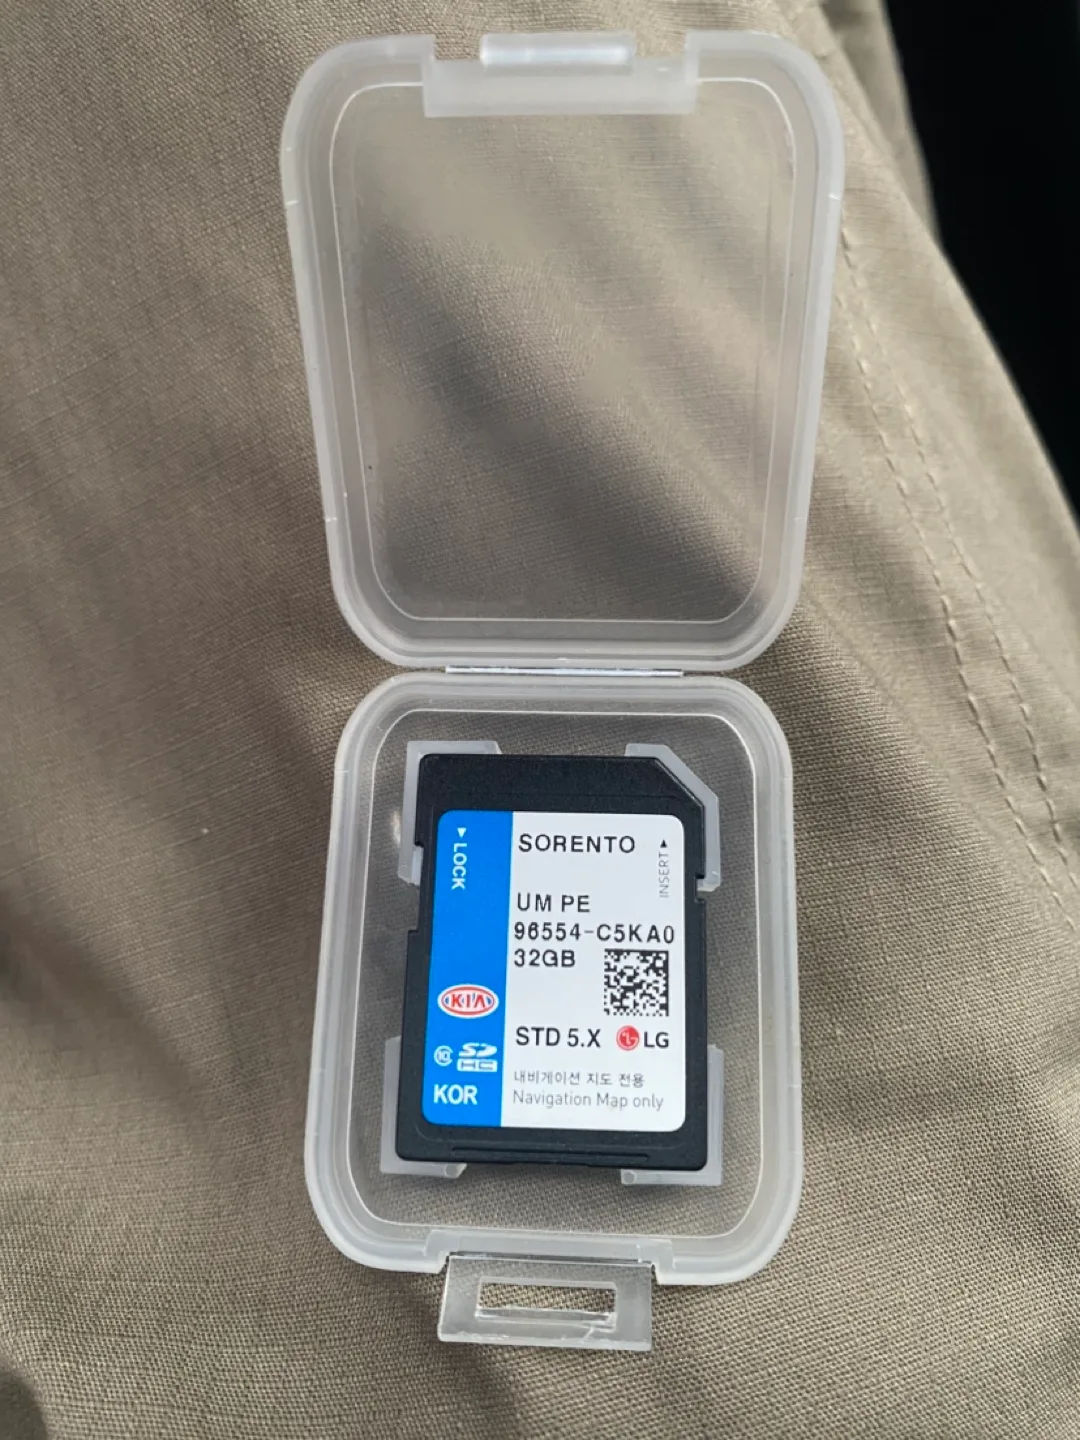 ▼ LOCK
SORENTO
INSERT ▲
UM PE
96554-C5KA0
32GB
KIA
STD 5.X LG
10 SD HC
KOR
내비게이션 지도 전용
Navigation Map only